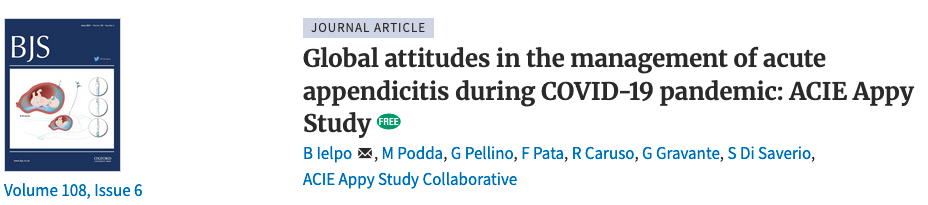 BJS
OXFORD
JOURNAL ARTICLE
Global attitudes in the management of acute
appendicitis during COVID-19 pandemic: ACIE Appy
Study FREE
B Ielpo, M Podda, G Pellino, F Pata, R Caruso, G Gravante, S Di Saverio,
ACIE Appy Study Collaborative
Volume 108, Issue 6